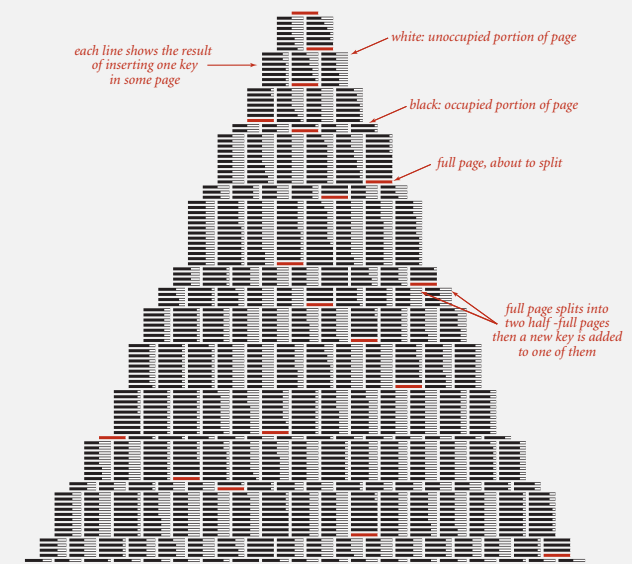 white: unoccupied portion of page
each line shows the result
of inserting one key
in some page
black: occupied portion of page
full page, about to split
full page splits into
two half -full pages
then a new key is added
to one of them